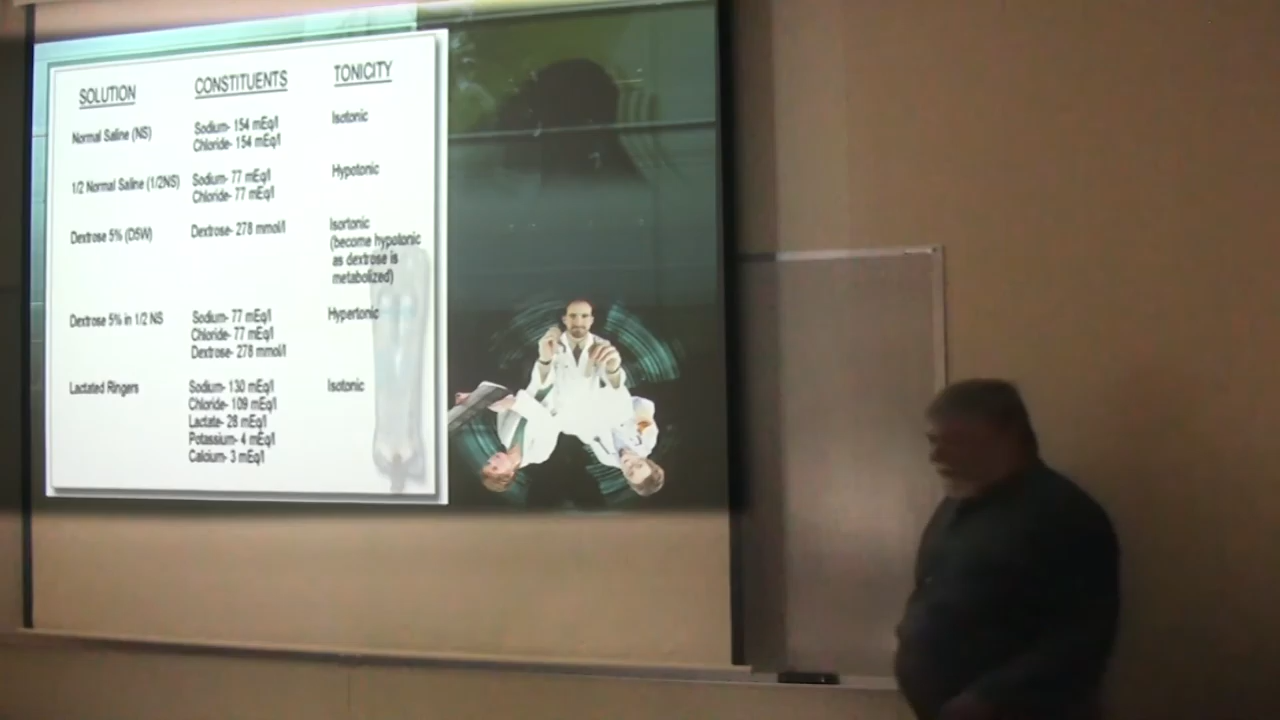 SOLUTION CONSTITUENTS TONICITY
Normal Saline (NS) Sodium- 154 mEq/l Isotonic
Chloride- 154 mEq/l
1/2 Normal Saline (1/2NS) Sodium- 77 mEq/l Hypotonic
Chloride- 77 mEq/l
Dextrose 5% (D5W) Dextrose- 278 mmol/l Isortonic
(become hypotonic
as dextrose is
metabolized)
Dextrose 5% in 1/2 NS Sodium- 77 mEq/l Hypertonic
Chloride- 77 mEq/l
Dextrose- 278 mmol/l
Lactated Ringers Sodium- 130 mEq/l Isotonic
Chloride- 109 mEq/l
Lactate- 28 mEq/l
Potassium- 4 mEq/l
Calcium- 3 mEq/l